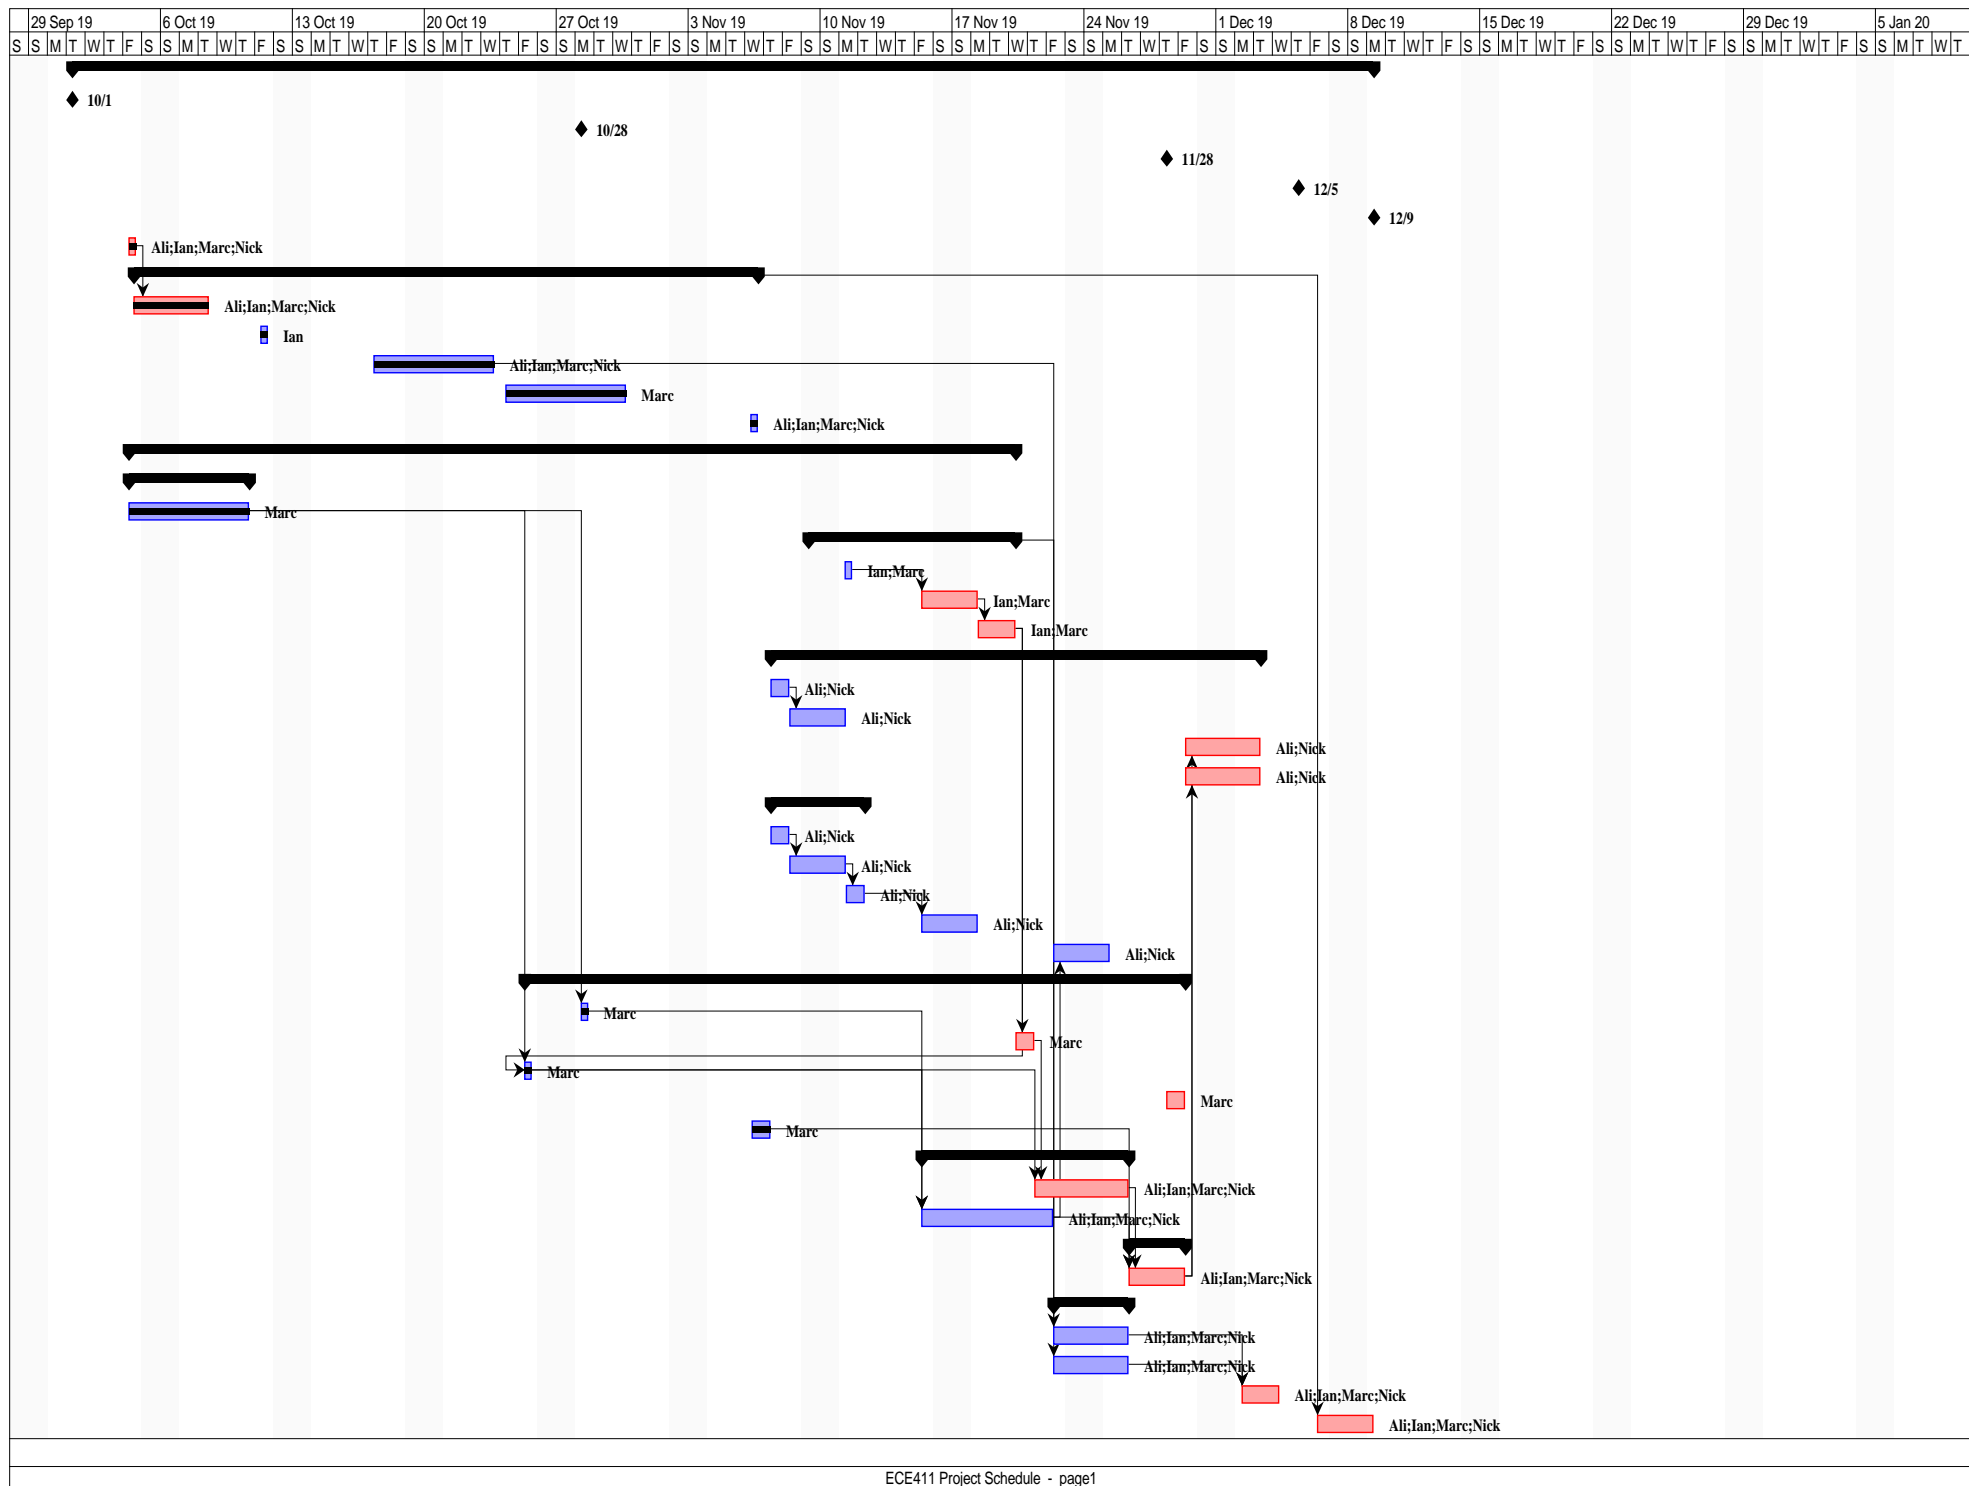 29 Sep 19 6 Oct 19 13 Oct 19 20 Oct 19 27 Oct 19 3 Nov 19 10 Nov 19 17 Nov 19 24 Nov 19 1 Dec 19 8 Dec 19 15 Dec 19 22 Dec 19 29 Dec 19 5 Jan 20
S S M T W T F S S M T W T F S S M T W T F S S M T W T F S S M T W T F S S M T W T F S S M T W T F S S M T W T F S S M T W T F S S M T W T F S S M T W T F S S M T W T F S S M T W T F S S M T W T F S S M T W T
10/1
10/28
11/28
12/5
12/9
Ali;Ian;Marc;Nick
Ali;Ian;Marc;Nick
Ian
Ali;Ian;Marc;Nick
Marc
Ali;Ian;Marc;Nick
Marc
Ian;Marc
Ian;Marc
Ian;Marc
Ali;Nick
Ali;Nick
Ali;Nick
Ali;Nick
Ali;Nick
Ali;Nick
Ali;Nick
Ali;Nick
Ali;Nick
Marc
Marc
Marc
Marc
Marc
Ali;Ian;Marc;Nick
Ali;Ian;Marc;Nick
Ali;Ian;Marc;Nick
Ali;Ian;Marc;Nick
Ali;Ian;Marc;Nick
Ali;Ian;Marc;Nick
Ali;Ian;Marc;Nick
ECE411 Project Schedule - page1